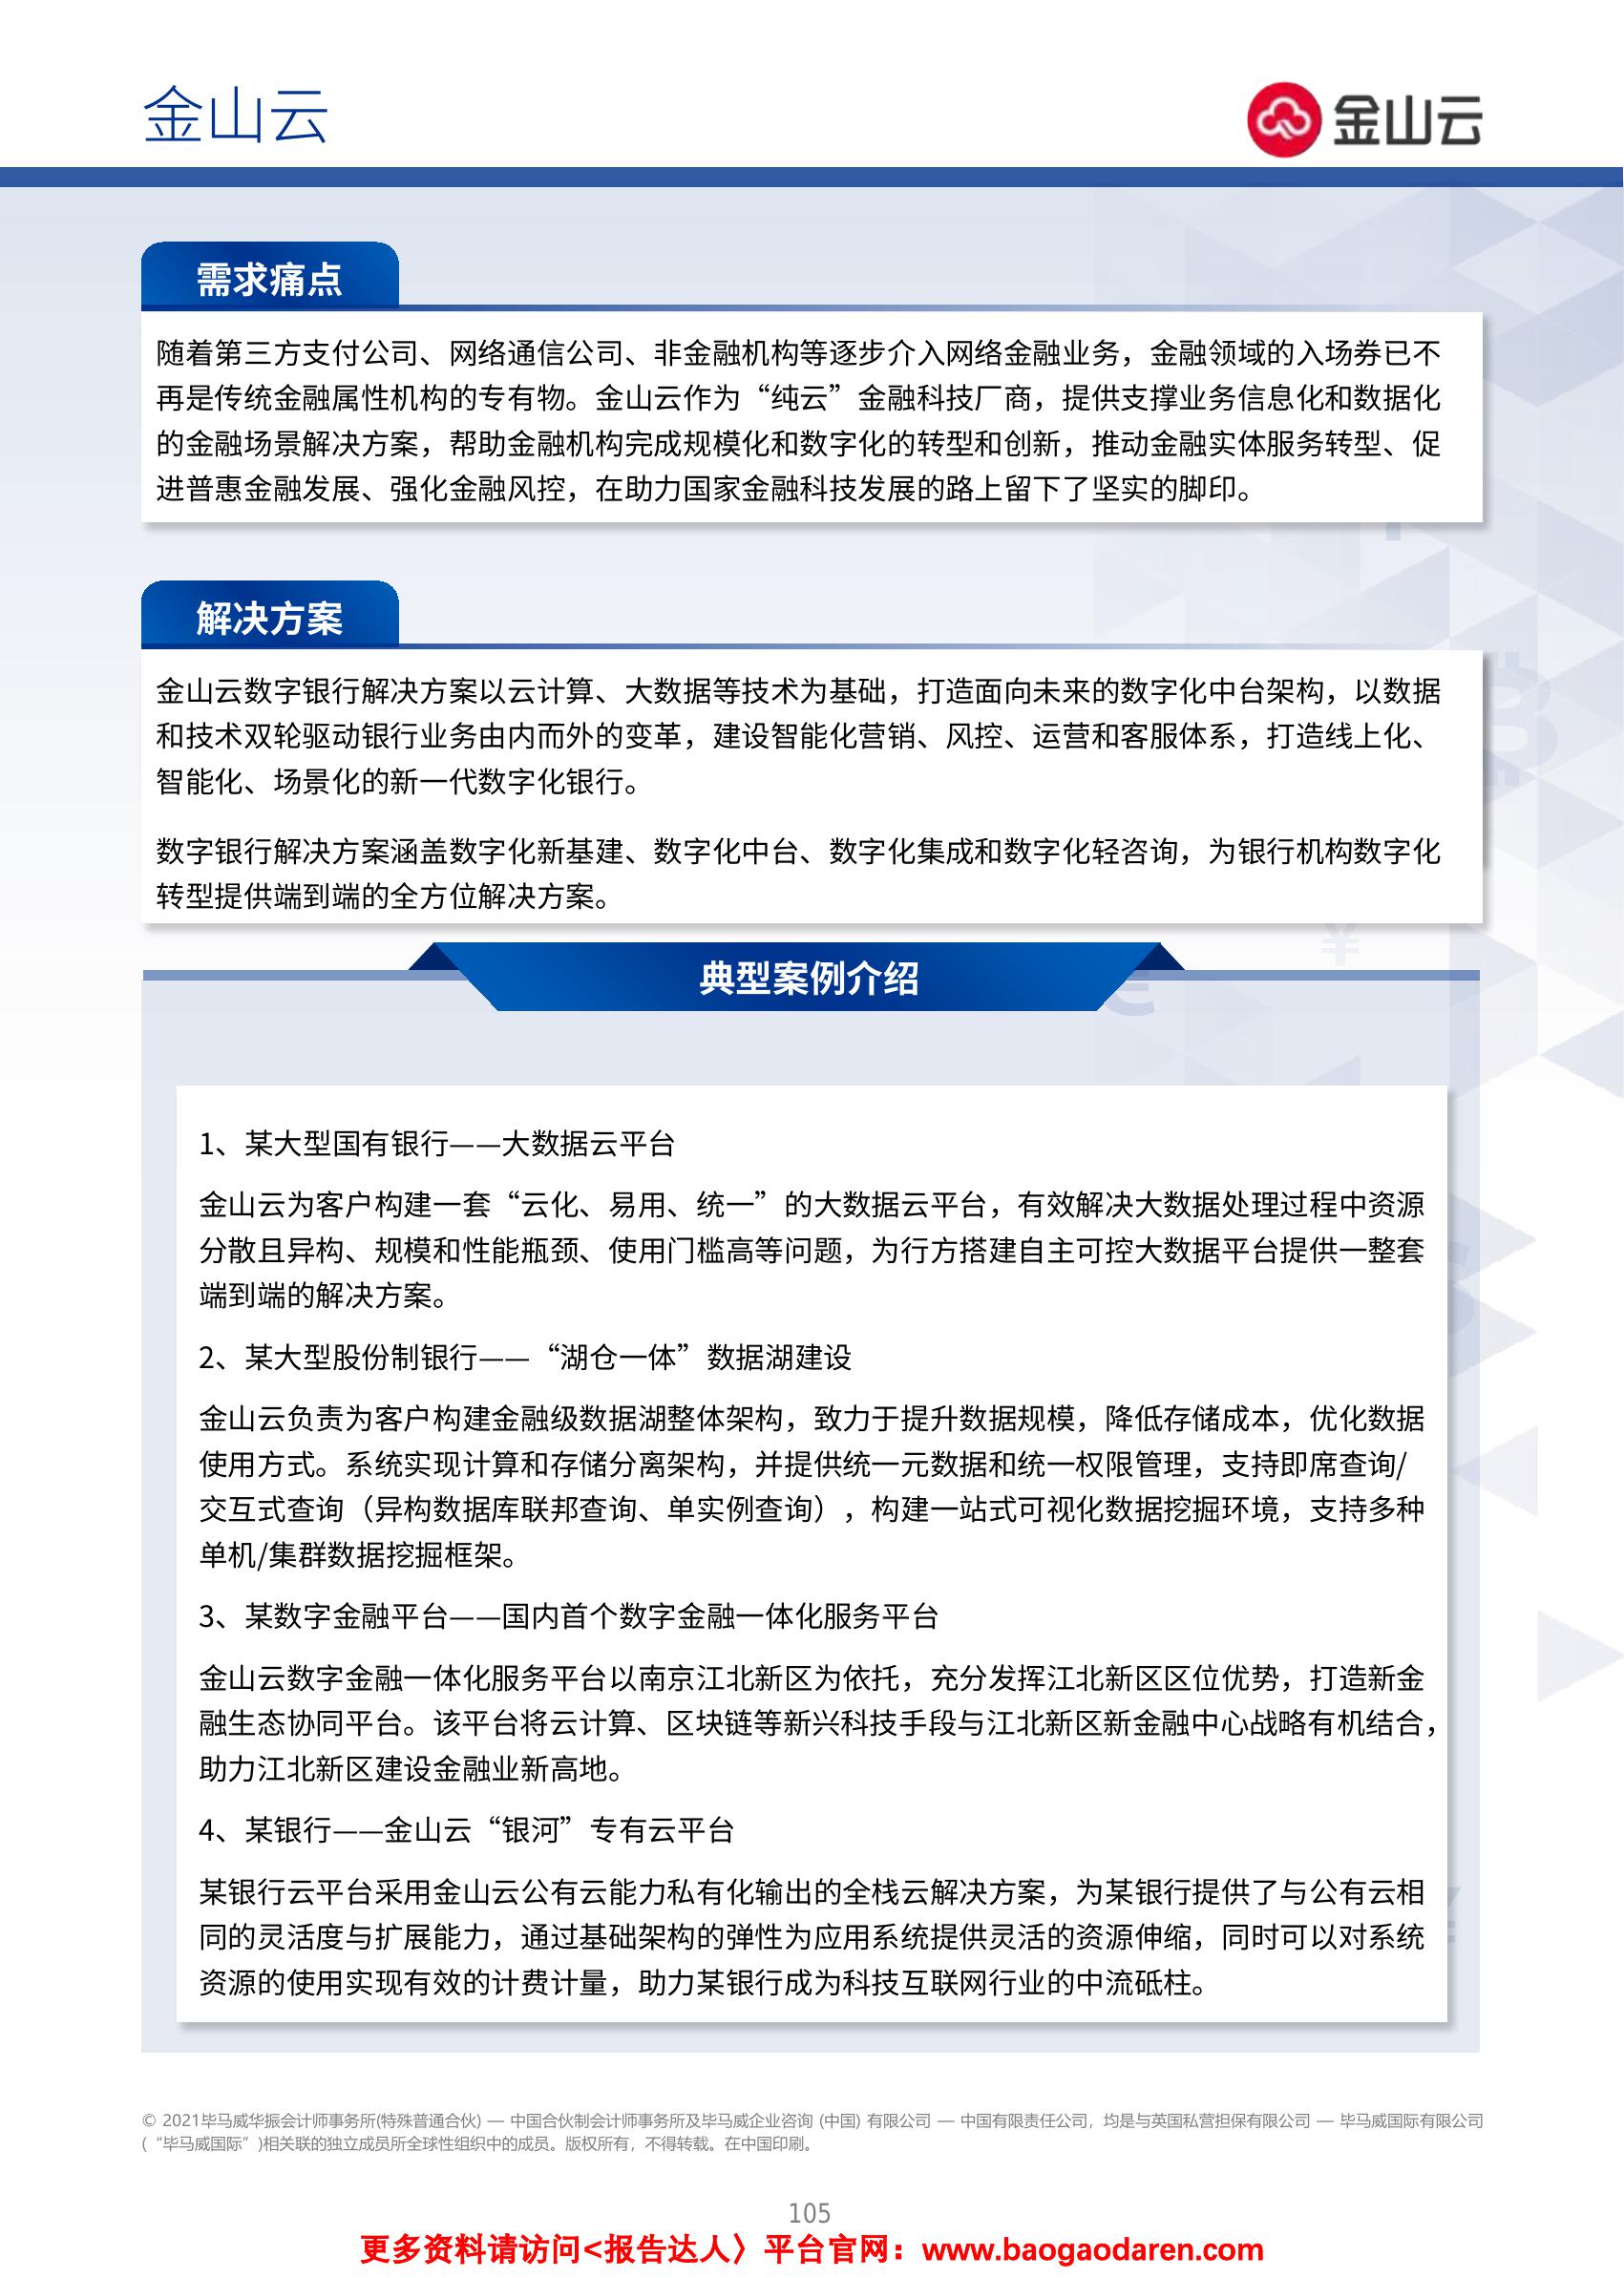 金山云
金山云
需求痛点
随着第三方支付公司、网络通信公司、非金融机构等逐步介入网络金融业务，金融领域的入场券已不
再是传统金融属性机构的专有物。金山云作为“纯云”金融科技厂商，提供支撑业务信息化和数据化
的金融场景解决方案，帮助金融机构完成规模化和数字化的转型和创新，推动金融实体服务转型、促
进普惠金融发展、强化金融风控，在助力国家金融科技发展的路上留下了坚实的脚印。
解决方案
金山云数字银行解决方案以云计算、大数据等技术为基础，打造面向未来的数字化中台架构，以数据
和技术双轮驱动银行业务由内而外的变革，建设智能化营销、风控、运营和客服体系，打造线上化、
智能化、场景化的新一代数字化银行。
数字银行解决方案涵盖数字化新基建、数字化中台、数字化集成和数字化轻咨询，为银行机构数字化
转型提供端到端的全方位解决方案。
典型案例介绍
1、某大型国有银行——大数据云平台
金山云为客户构建一套“云化、易用、统一”的大数据云平台，有效解决大数据处理过程中资源
分散且异构、规模和性能瓶颈、使用门槛高等问题，为行方搭建自主可控大数据平台提供一整套
端到端的解决方案。
2、某大型股份制银行——“湖仓一体”数据湖建设
金山云负责为客户构建金融级数据湖整体架构，致力于提升数据规模，降低存储成本，优化数据
使用方式。系统实现计算和存储分离架构，并提供统一元数据和统一权限管理，支持即席查询/
交互式查询（异构数据库联邦查询、单实例查询），构建一站式可视化数据挖掘环境，支持多种
单机/集群数据挖掘框架。
3、某数字金融平台——国内首个数字金融一体化服务平台
金山云数字金融一体化服务平台以南京江北新区为依托，充分发挥江北新区区位优势，打造新金
融生态协同平台。该平台将云计算、区块链等新兴科技手段与江北新区新金融中心战略有机结合，
助力江北新区建设金融业新高地。
4、某银行——金山云“银河”专有云平台
某银行云平台采用金山云公有云能力私有化输出的全栈云解决方案，为某银行提供了与公有云相
同的灵活度与扩展能力，通过基础架构的弹性为应用系统提供灵活的资源伸缩，同时可以对系统
资源的使用实现有效的计费计量，助力某银行成为科技互联网行业的中流砥柱。
© 2021毕马威华振会计师事务所(特殊普通合伙) — 中国合伙制会计师事务所及毕马威企业咨询 (中国) 有限公司 — 中国有限责任公司，均是与英国私营担保有限公司 — 毕马威国际有限公司
(“毕马威国际”)相关联的独立成员所全球性组织中的成员。版权所有，不得转载。在中国印刷。
105
更多资料请访问<报告达人〉平台官网：www.baogaodaren.com